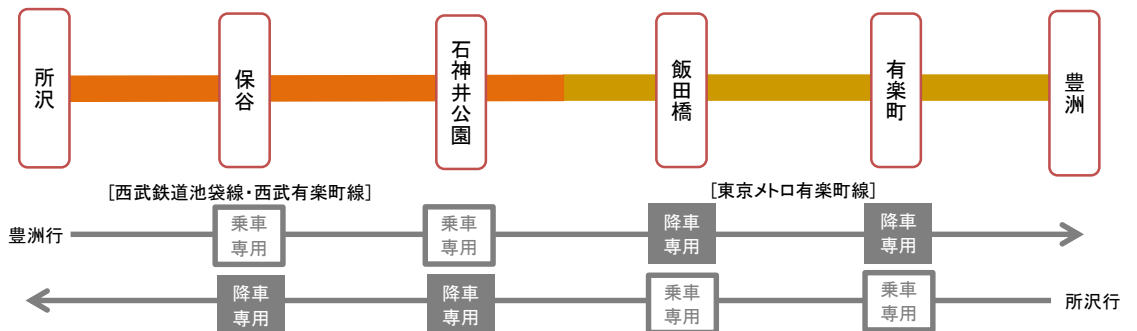 所沢
保谷
石神井公園
飯田橋
有楽町
豊洲
[西武鉄道池袋線・西武有楽町線]
[東京メトロ有楽町線]
豊洲行
乗車
専用
乗車
専用
降車
専用
降車
専用
降車
専用
降車
専用
乗車
専用
乗車
専用
所沢行